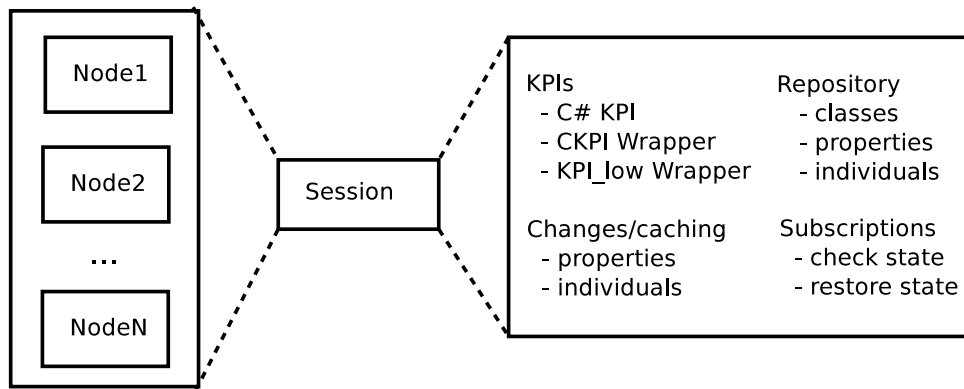 Node1
Node2
...
NodeN
Session
KPIs
- C# KPI
- CKPI Wrapper
- KPI_low Wrapper
Repository
- classes
- properties
- individuals
Changes/caching
- properties
- individuals
Subscriptions
- check state
- restore state